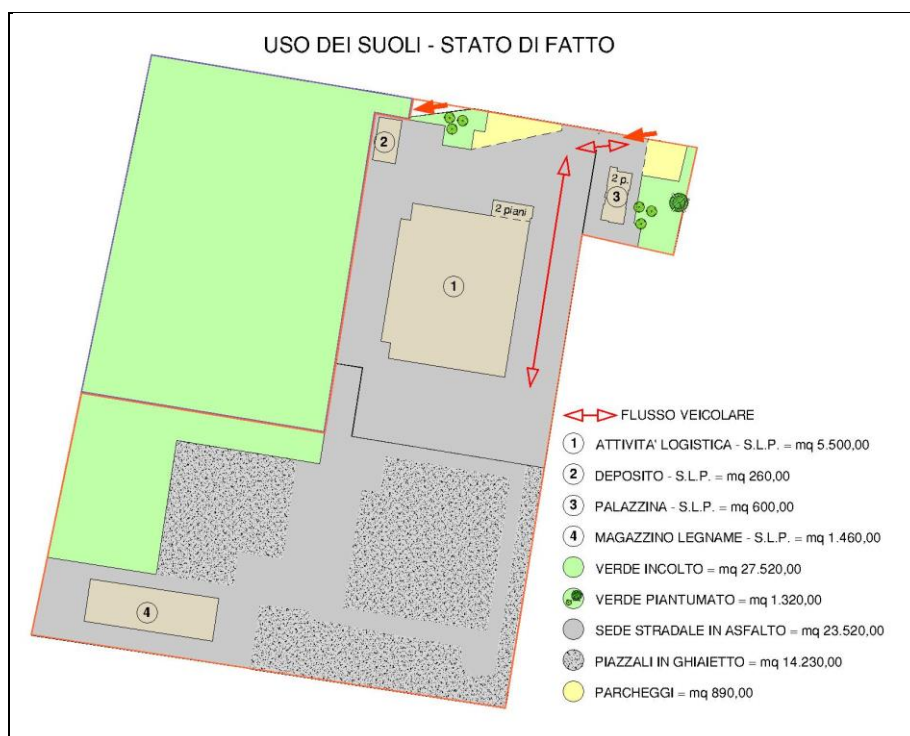 USO DEI SUOLI - STATO DI FATTO
2
2 p.
3
2 piani
1
4
FLUSSO VEICOLARE
1 ATTIVITA' LOGISTICA - S.L.P. = mq 5.500,00
2 DEPOSITO - S.L.P. = mq 260,00
3 PALAZZINA - S.L.P. = mq 600,00
4 MAGAZZINO LEGNAME - S.L.P. = mq 1.460,00
VERDE INCOLTO = mq 27.520,00
VERDE PIANTUMATO = mq 1.320,00
SEDE STRADALE IN ASFALTO = mq 23.520,00
PIAZZALI IN GHIAIETTO = mq 14.230,00
PARCHEGGI = mq 890,00